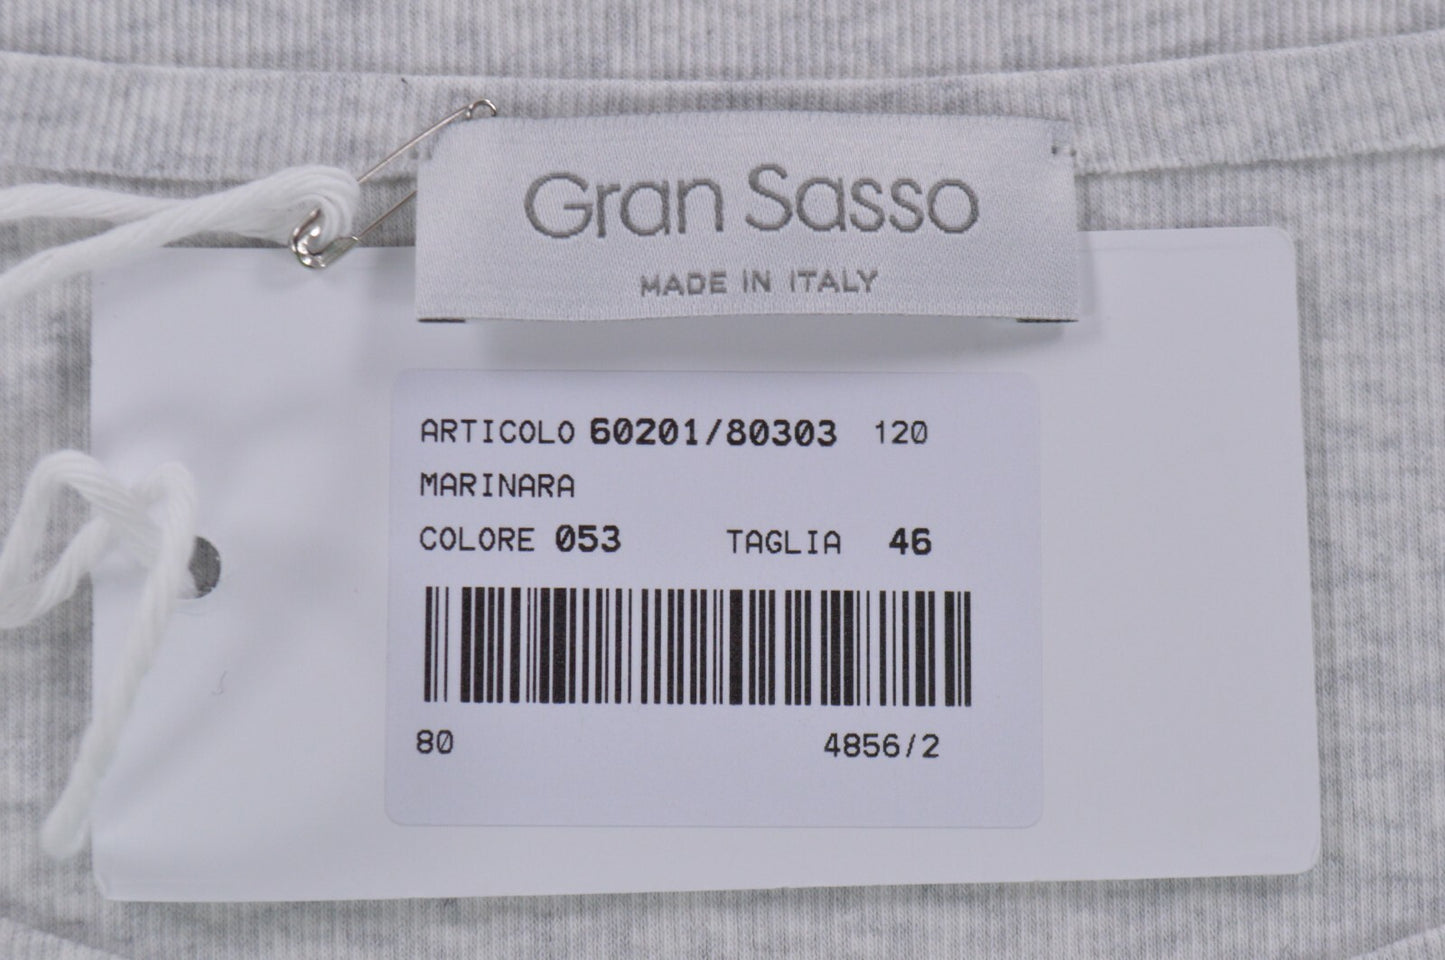 Gran Sasso
MADE IN ITALY
ARTICOLO 60201/80303 120
MARINARA
COLORE 053 TAGLIA 46
80 4856/2